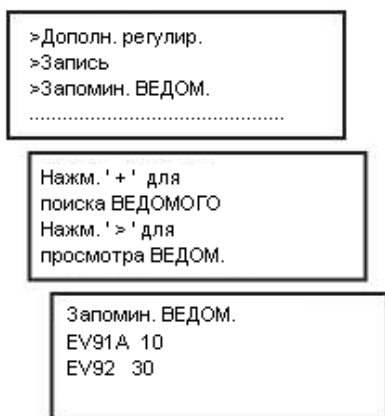 >Дополн. регулир.
>Запись
>Запомин. ВЕДОМ.
................................................
Нажм. ' + ' для
поиска ВЕДОМОГО
Нажм. ' > ' для
просмотра ВЕДОМ.
Запомин. ВЕДОМ.
EV91A 10
EV92 30